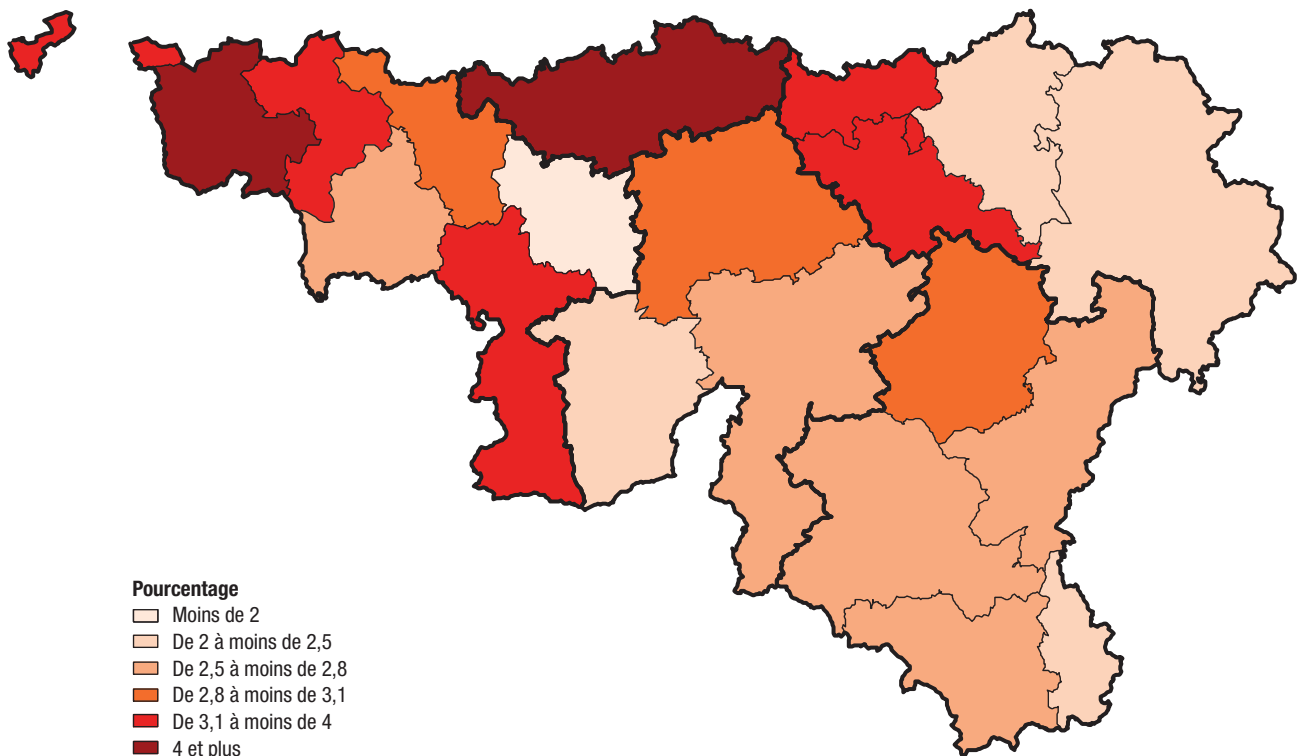 Pourcentage
Moins de 2
De 2 à moins de 2,5
De 2,5 à moins de 2,8
De 2,8 à moins de 3,1
De 3,1 à moins de 4
4 et plus